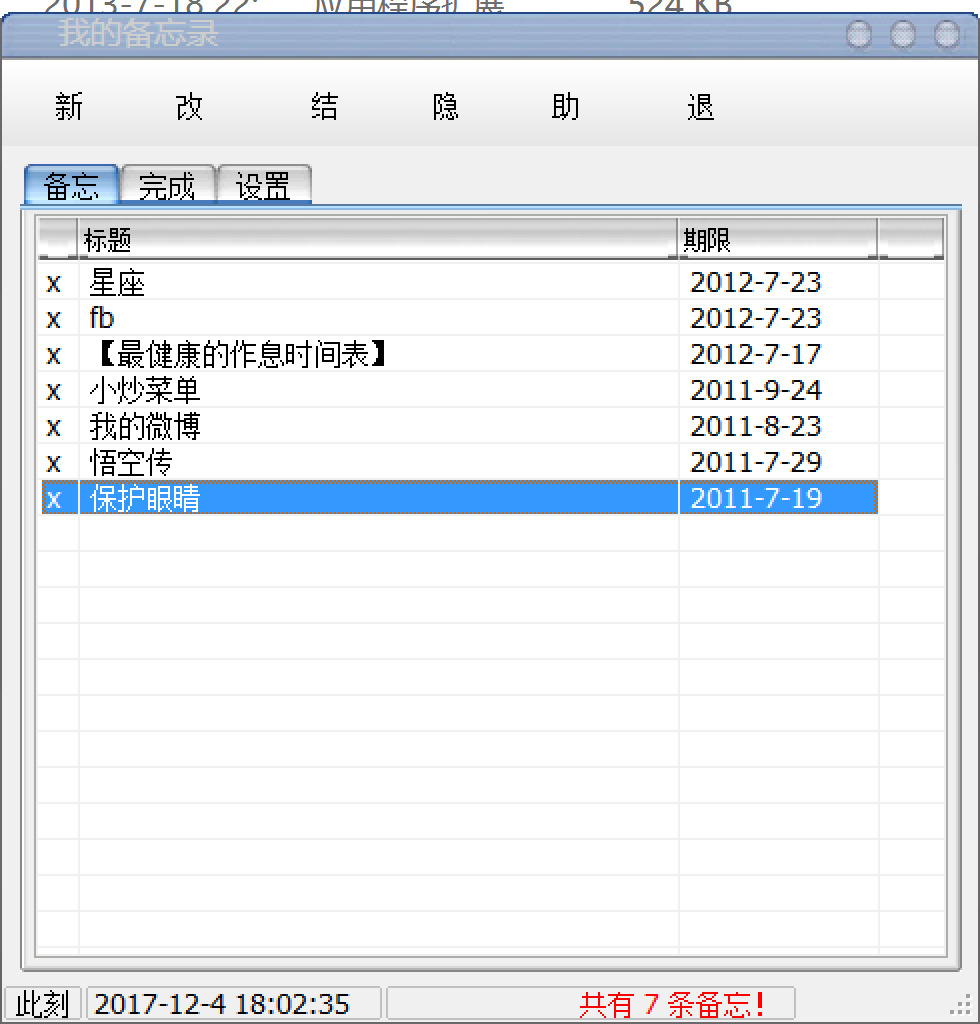 2013-7-18 22: 应用程序扩展 524 KB
我的备忘录
新 改 结 隐 助 退
备忘 完成 设置
标题 期限
x 星座 2012-7-23
x fb 2012-7-23
x 【最健康的作息时间表】 2012-7-17
x 小炒菜单 2011-9-24
x 我的微博 2011-8-23
x 悟空传 2011-7-29
x 保护眼睛 2011-7-19
此刻 2017-12-4 18:02:35 共有 7 条备忘！